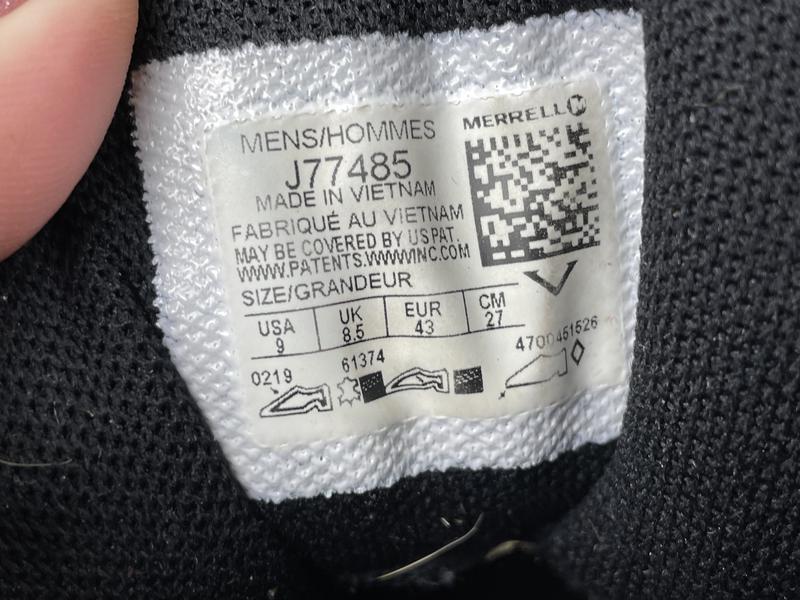 MENS/HOMMES
MERRELL
J77485
MADE IN VIETNAM
FABRIQUÉ AU VIETNAM
MAY BE COVERED BY US PAT.
WWW.PATENTS.WWWINC.COM
SIZE/GRANDEUR
USA UK EUR CM
9 8.5 43 27
0219 61374 4700461526